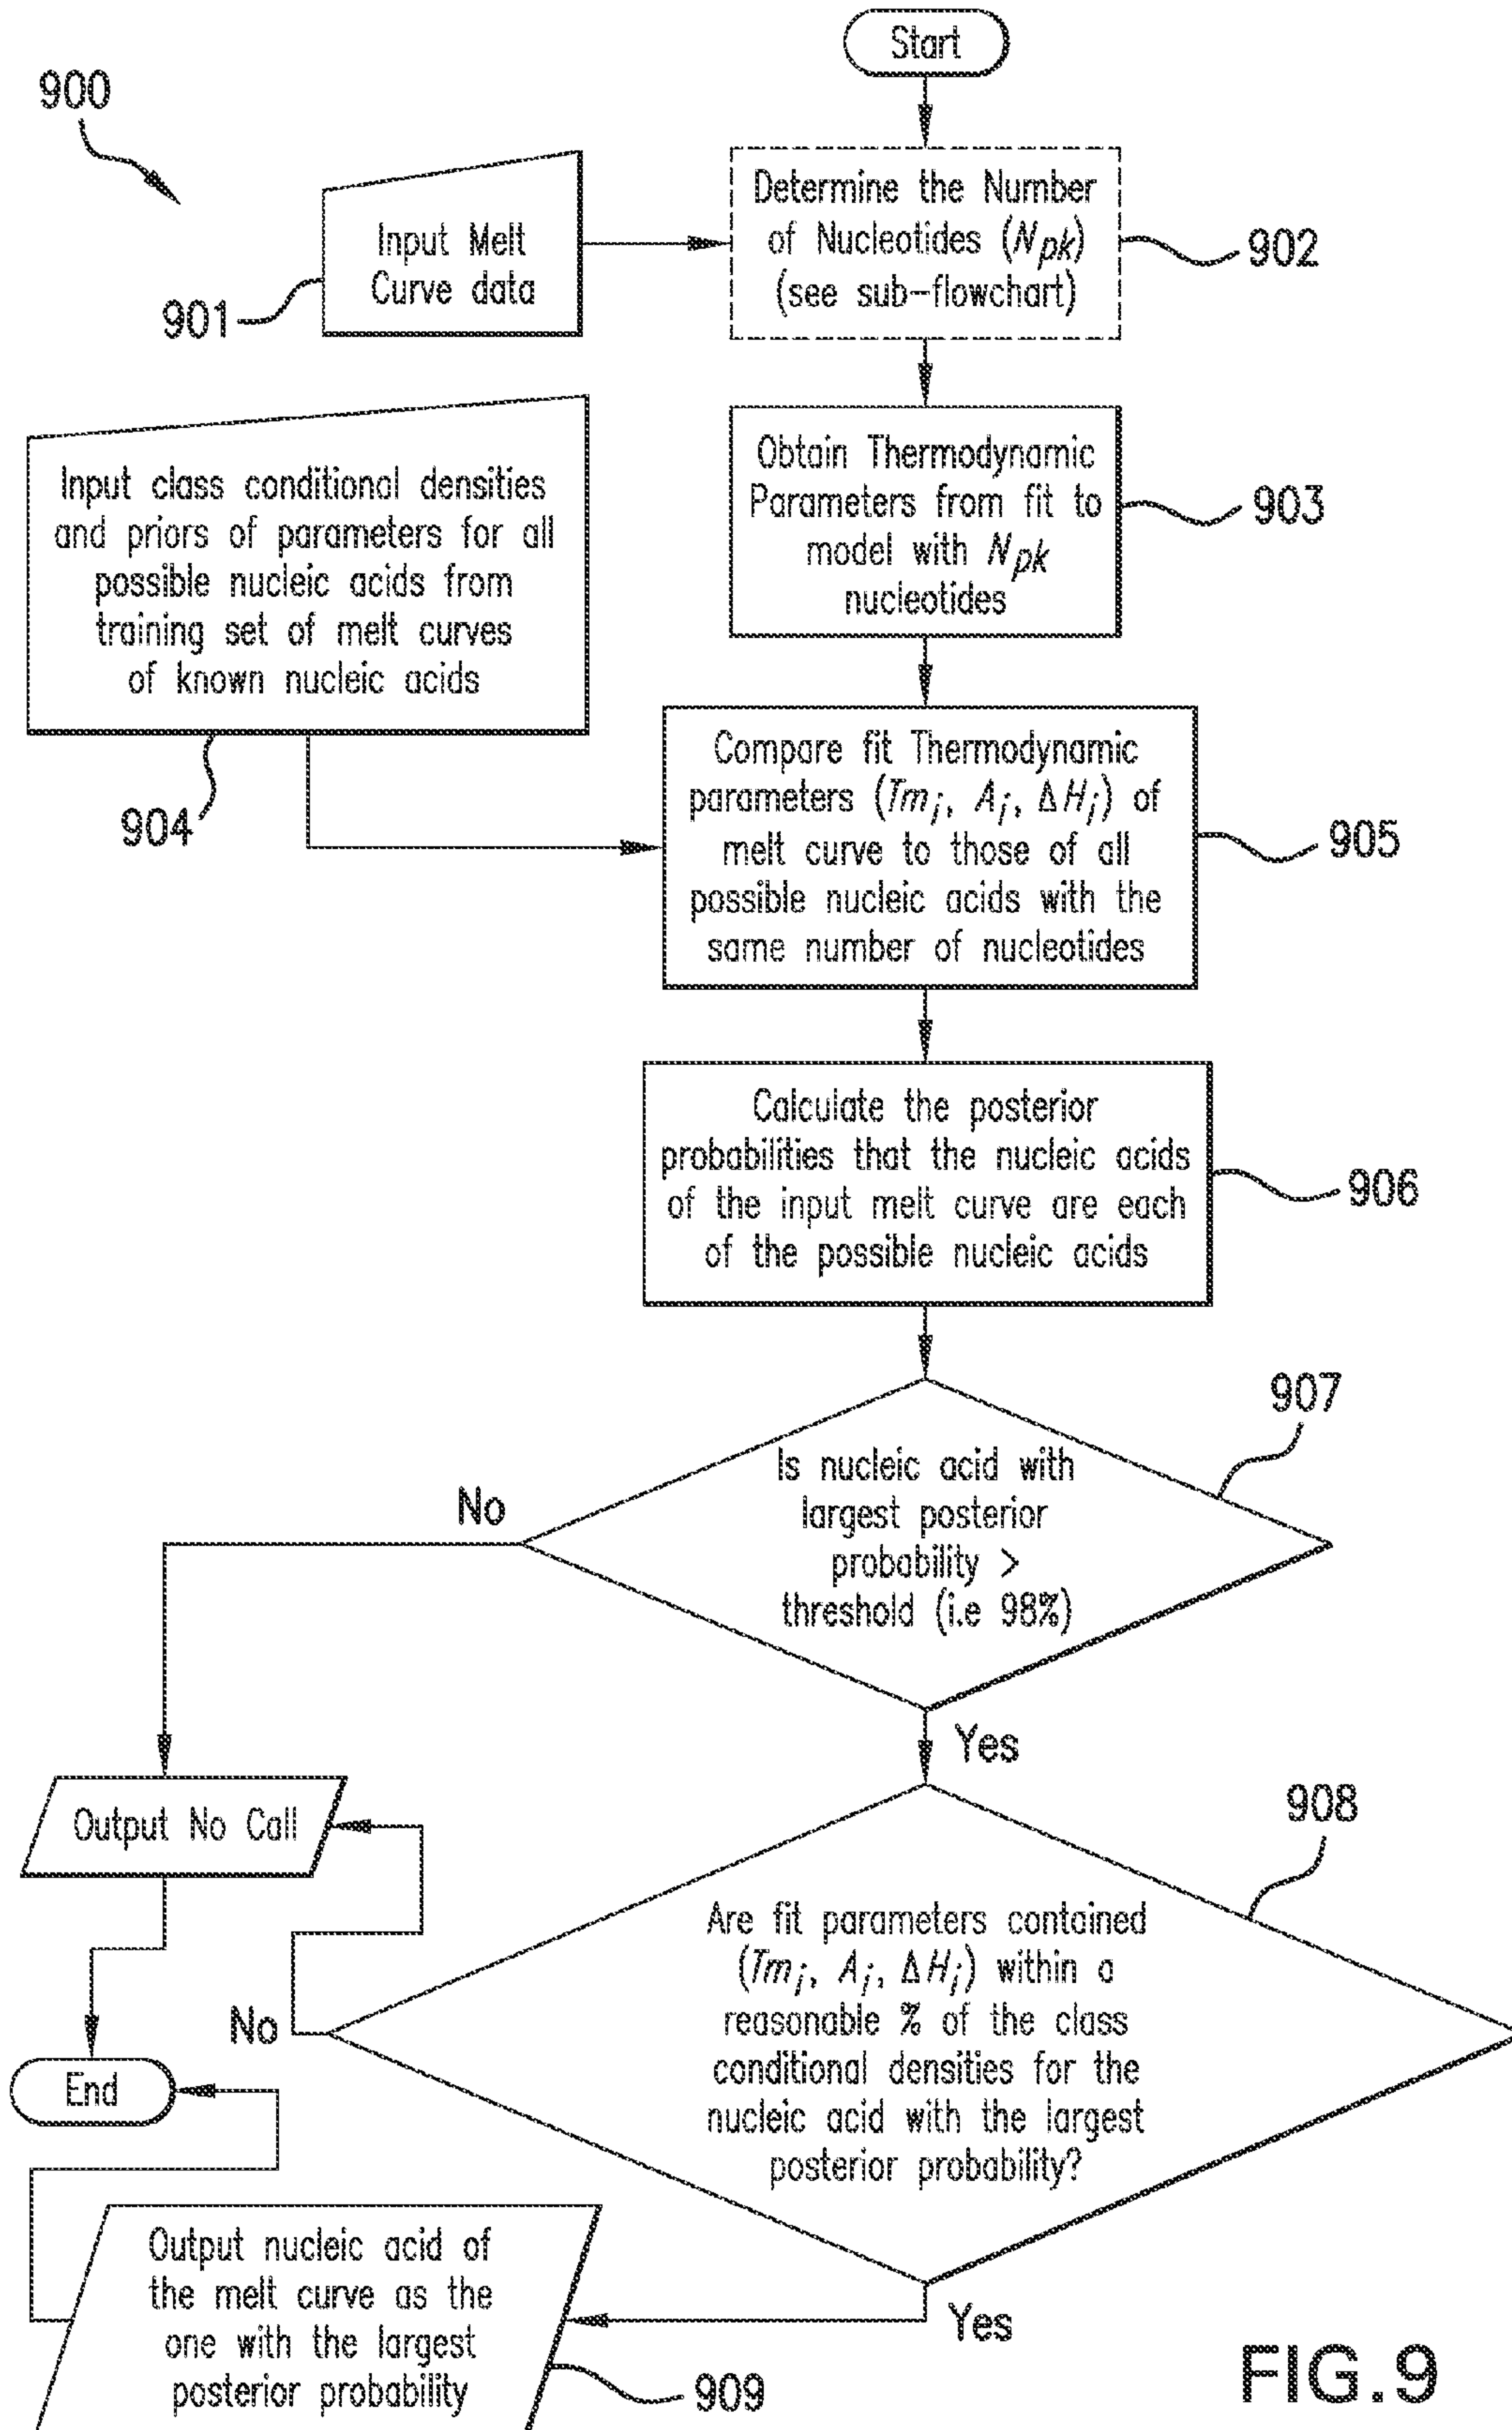 Start
900
Input Melt
Curve data
901
Determine the Number
of Nucleotides (Npk)
(see sub-flowchart)
902
Obtain Thermodynamic
Parameters from fit to
model with Npk
nucleotides
903
Input class conditional densities
and priors of parameters for all
possible nucleic acids from
training set of melt curves
of known nucleic acids
904
Compare fit Thermodynamic
parameters (Tmi, Ai, ΔHi) of
melt curve to those of all
possible nucleic acids with the
same number of nucleotides
905
Calculate the posterior
probabilities that the nucleic acids
of the input melt curve are each
of the possible nucleic acids
906
Is nucleic acid with
largest posterior
probability >
threshold (i.e 98%)
907
No
Yes
Output No Call
Are fit parameters contained
(Tmi, Ai, ΔHi) within a
reasonable % of the class
conditional densities for the
nucleic acid with the largest
posterior probability?
908
No
End
Yes
Output nucleic acid of
the melt curve as the
one with the largest
posterior probability
909
FIG.9